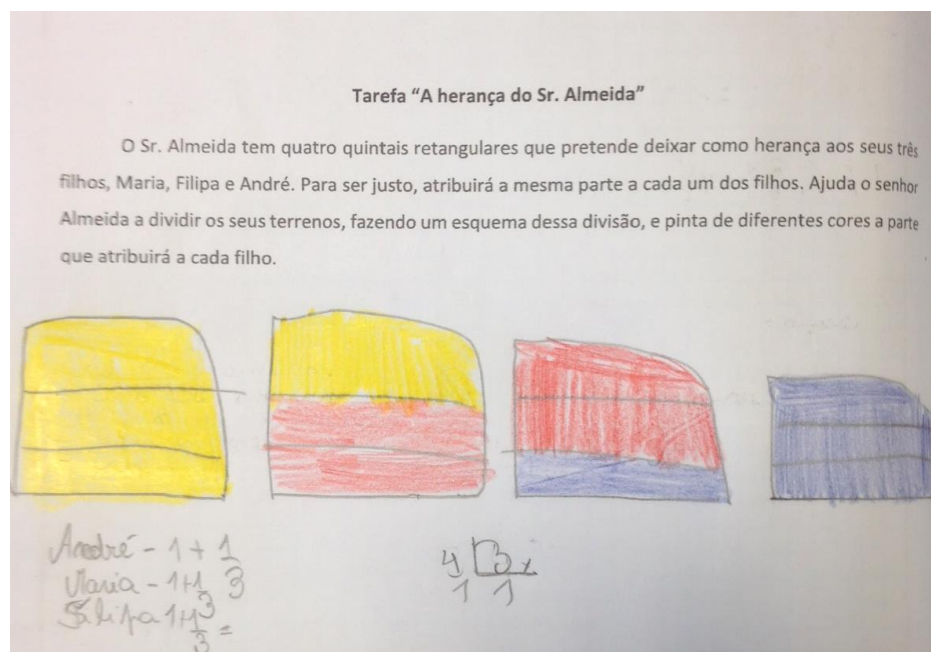 Tarefa “A herança do Sr. Almeida”
O Sr. Almeida tem quatro quintais retangulares que pretende deixar como herança aos seus três
filhos, Maria, Filipa e André. Para ser justo, atribuirá a mesma parte a cada um dos filhos. Ajuda o senhor
Almeida a dividir os seus terrenos, fazendo um esquema dessa divisão, e pinta de diferentes cores a parte
que atribuirá a cada filho.
André - 1 + 1/3
Maria - 1+1/3
Filipa 1+1/3 =
4 3
1 1